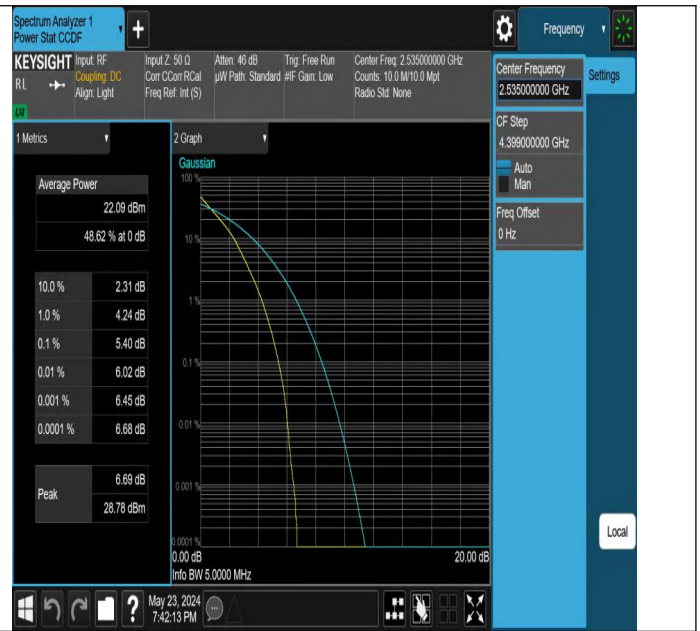 Spectrum Analyzer 1
Power Stat CCDF
+
Frequency
KEYSIGHT
RL
Input: RF
Coupling: DC
Align: Light
Input Z: 50 Ω
Corr CCorr RCal
Freq Ref: Int (S)
Atten: 46 dB
µW Path: Standard
Trig: Free Run
#IF Gain: Low
Center Freq: 2.535000000 GHz
Counts: 10.0 M/10.0 Mpt
Radio Std: None
Center Frequency
2.535000000 GHz
Settings
CF Step
4.399000000 GHz
Auto
Man
Freq Offset
0 Hz
1 Metrics
Average Power
22.09 dBm
48.62 % at 0 dB
10.0 % 2.31 dB
1.0 % 4.24 dB
0.1 % 5.40 dB
0.01 % 6.02 dB
0.001 % 6.45 dB
0.0001 % 6.68 dB
Peak
6.69 dB
28.78 dBm
2 Graph
Gaussian
100 %
10 %
1 %
0.1 %
0.01 %
0.001 %
0.0001 %
0.00 dB
20.00 dB
Info BW 5.0000 MHz
Local
?
May 23, 2024
7:42:13 PM